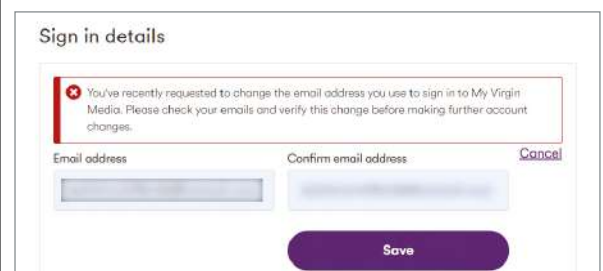 Sign in details
You've recently requested to change the email address you use to sign in to My Virgin
Media. Please check your emails and verify this change before making further account
changes.
Email address
Confirm email address
Cancel
Save